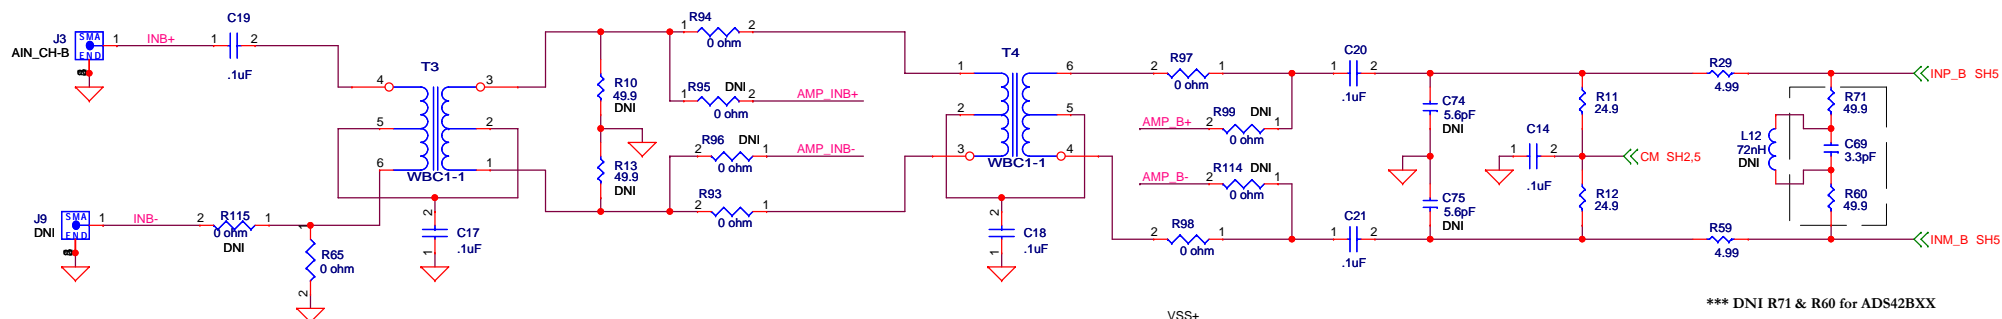 J3
AIN_CH-B
SMA
END
1
INB+
C19
1 2
.1uF
T3
4 3
5 2
6 1
WBC1-1
J9
DNI
SMA
END
1
INB-
R115
2 1
0 ohm
DNI
R65
0 ohm
1
2
C17
.1uF
2
1
R10
49.9
DNI
R13
49.9
DNI
R94
1 2
0 ohm
R95
DNI
1 2
0 ohm
AMP_INB+
R96
DNI
2 1
0 ohm
AMP_INB-
R93
2 1
0 ohm
T4
1 6
2 5
3 4
WBC1-1
C18
.1uF
2
1
R97
2 1
0 ohm
R99
DNI
AMP_B+
2 1
0 ohm
R114
DNI
AMP_B-
2 1
0 ohm
R98
2 1
0 ohm
C20
1 2
.1uF
C21
1 2
.1uF
C74
5.6pF
DNI
C75
5.6pF
DNI
C14
1 2
.1uF
R11
24.9
R12
24.9
CM SH2,5
R29
4.99
R59
4.99
L12
72nH
DNI
R71
49.9
C69
3.3pF
R60
49.9
INP_B SH5
INM_B SH5
*** DNI R71 & R60 for ADS42BXX
VSS+